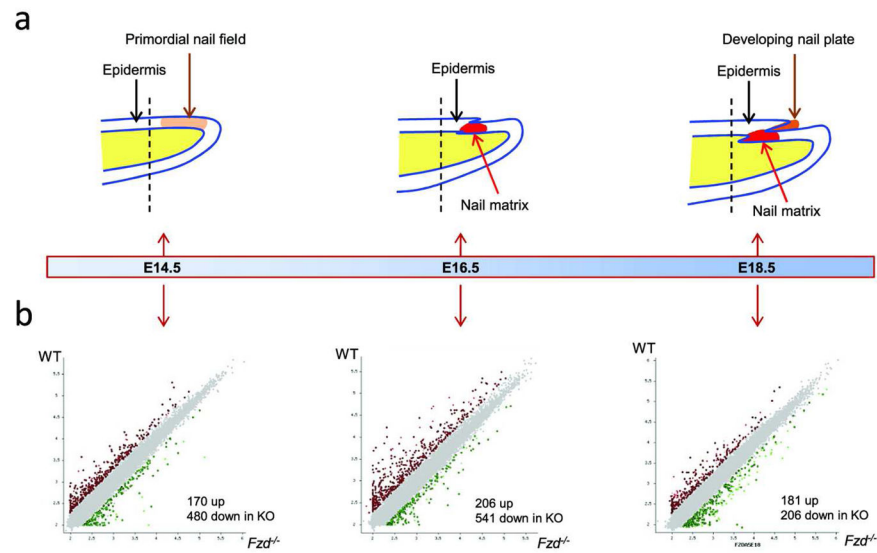 a
Primordial nail field
Epidermis
Epidermis
Developing nail plate
Epidermis
Nail matrix
Nail matrix
E14.5
E16.5
E18.5
b
WT
WT
WT
170 up
480 down in KO
Fzd-/-
206 up
541 down in KO
Fzd-/-
181 up
206 down in KO
Fzd-/-